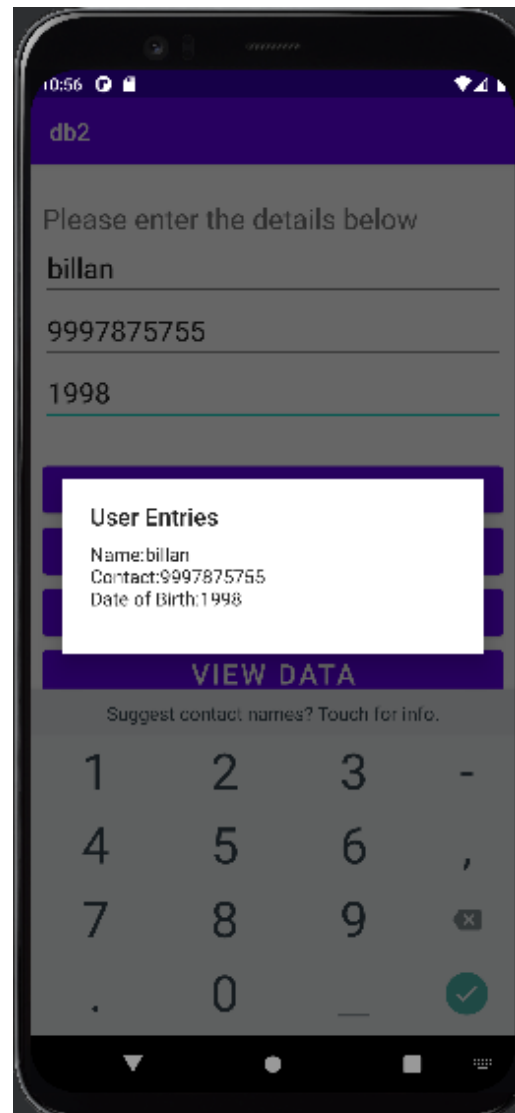 10:56
db2
Please enter the details below
billan
9997875755
1998
User Entries
Name:billan
Contact:9997875755
Date of Birth:1998
VIEW DATA
Suggest contact names? Touch for info.
1 2 3 -
4 5 6 ,
7 8 9
. 0 _